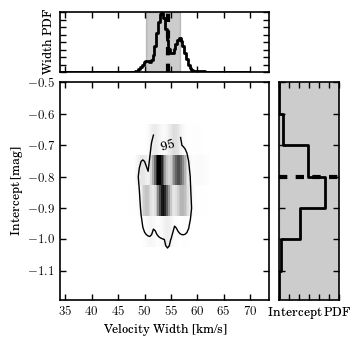 Width PDF
−0.5
−0.6
−0.7
−0.8
−0.9
−1.0
−1.1
Intercept [mag]
95
35 40 45 50 55 60 65 70
Velocity Width [km/s]
Intercept PDF